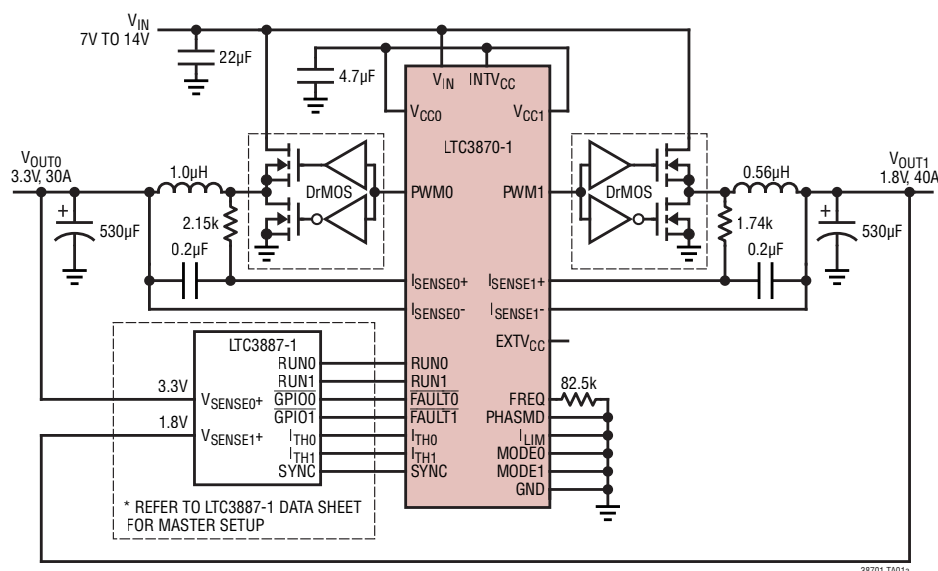 VIN
7V TO 14V
22µF
4.7µF
VIN
INTVCC
VCC0
VCC1
LTC3870-1
VOUT0
3.3V, 30A
1.0µH
DrMOS
PWM0
PWM1
DrMOS
0.56µH
VOUT1
1.8V, 40A
+
530µF
2.15k
0.2µF
1.74k
0.2µF
+
530µF
ISENSE0+
ISENSE1+
ISENSE0-
ISENSE1-
EXTVCC
LTC3887-1
RUN0
RUN1
GPIO0
GPIO1
ITH0
ITH1
SYNC
3.3V
VSENSE0+
1.8V
VSENSE1+
RUN0
RUN1
FAULT0
FAULT1
ITH0
ITH1
SYNC
82.5k
FREQ
PHASMD
ILIM
MODE0
MODE1
GND
* REFER TO LTC3887-1 DATA SHEET
FOR MASTER SETUP
38701 TA01a